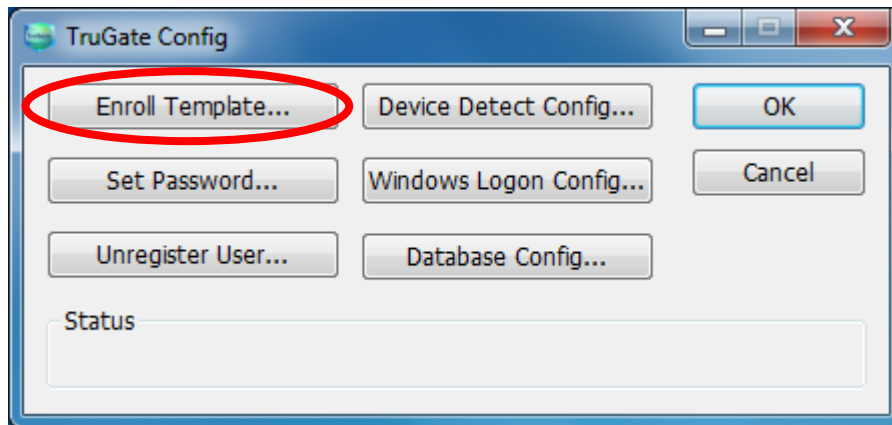 TruGate Config
Enroll Template...
Device Detect Config...
OK
Set Password...
Windows Logon Config...
Cancel
Unregister User...
Database Config...
Status